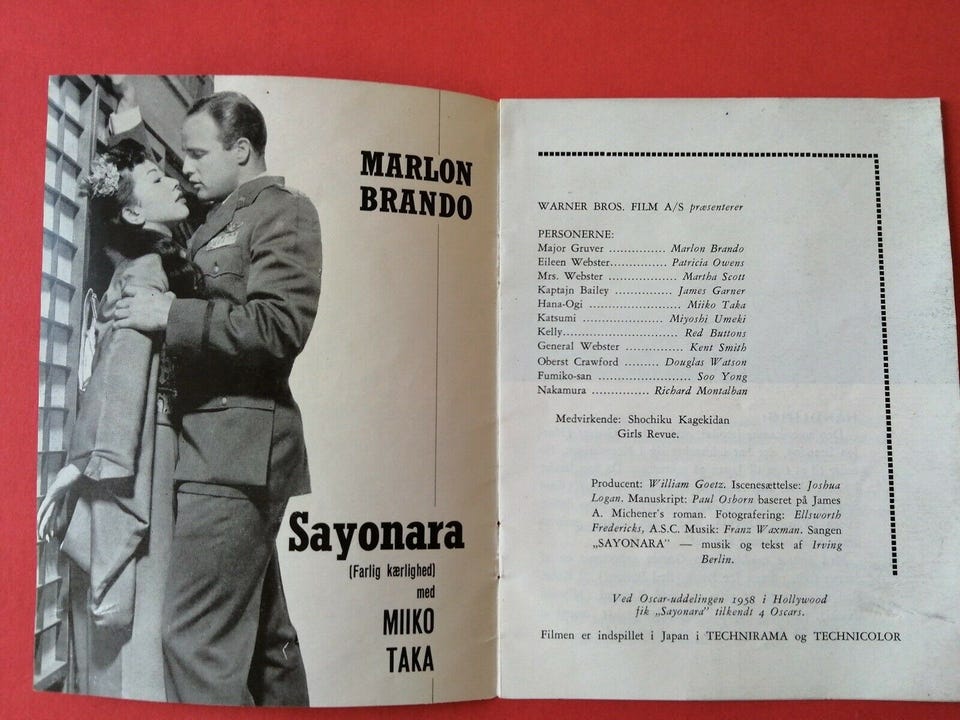 MARLON
BRANDO
Sayonara
(Farlig kærlighed)
med
MIIKO
TAKA
WARNER BROS. FILM A/S præsenterer
PERSONERNE:
Major Gruver ............... Marlon Brando
Eileen Webster............... Patricia Owens
Mrs. Webster .................. Martha Scott
Kaptajn Bailey ............... James Garner
Hana-Ogi ........................ Miiko Taka
Katsumi ..................... Miyoshi Umeki
Kelly.............................. Red Buttons
General Webster ............... Kent Smith
Oberst Crawford ......... Douglas Watson
Fumiko-san ........................ Soo Yong
Nakamura ............... Richard Montalban
Medvirkende: Shochiku Kagekidan
Girls Revue.
Producent: William Goetz. Iscenesættelse: Joshua
Logan. Manuskript: Paul Osborn baseret på James
A. Michener's roman. Fotografering: Ellsworth
Fredericks, A.S.C. Musik: Franz Waxman. Sangen
„SAYONARA” — musik og tekst af Irving
Berlin.
Ved Oscar-uddelingen 1958 i Hollywood
fik „Sayonara” tilkendt 4 Oscars.
Filmen er indspillet i Japan i TECHNIRAMA og TECHNICOLOR